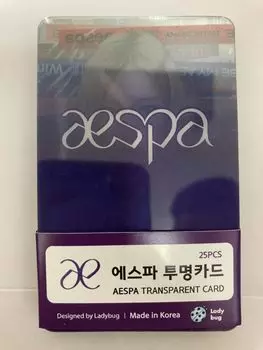 aespa
25PCS
æ 에스파 투명카드
AESPA TRANSPARENT CARD
Designed by Ladybug | Made in Korea
Lady
bug